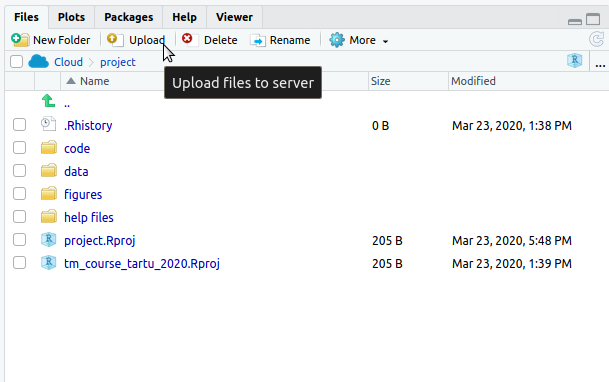 Files Plots Packages Help Viewer
New Folder Upload Delete Rename More
Cloud project ...
Upload files to server
Name Size Modified
..
.Rhistory 0 B Mar 23, 2020, 1:38 PM
code
data
figures
help files
project.Rproj 205 B Mar 23, 2020, 5:48 PM
tm_course_tartu_2020.Rproj 205 B Mar 23, 2020, 1:39 PM